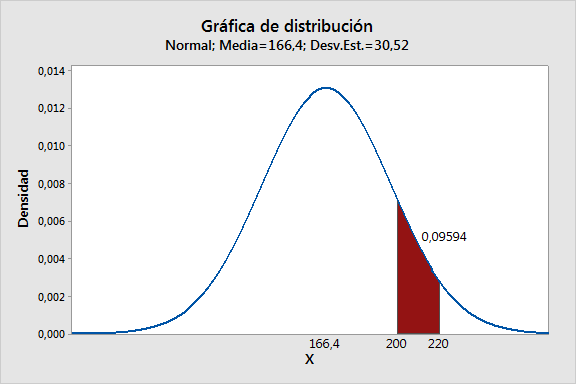 Gráfica de distribución
Normal; Media=166,4; Desv.Est.=30,52
0,014
0,012
0,010
0,008
0,006
0,004
0,002
0,000
Densidad
0,09594
166,4 200 220
X